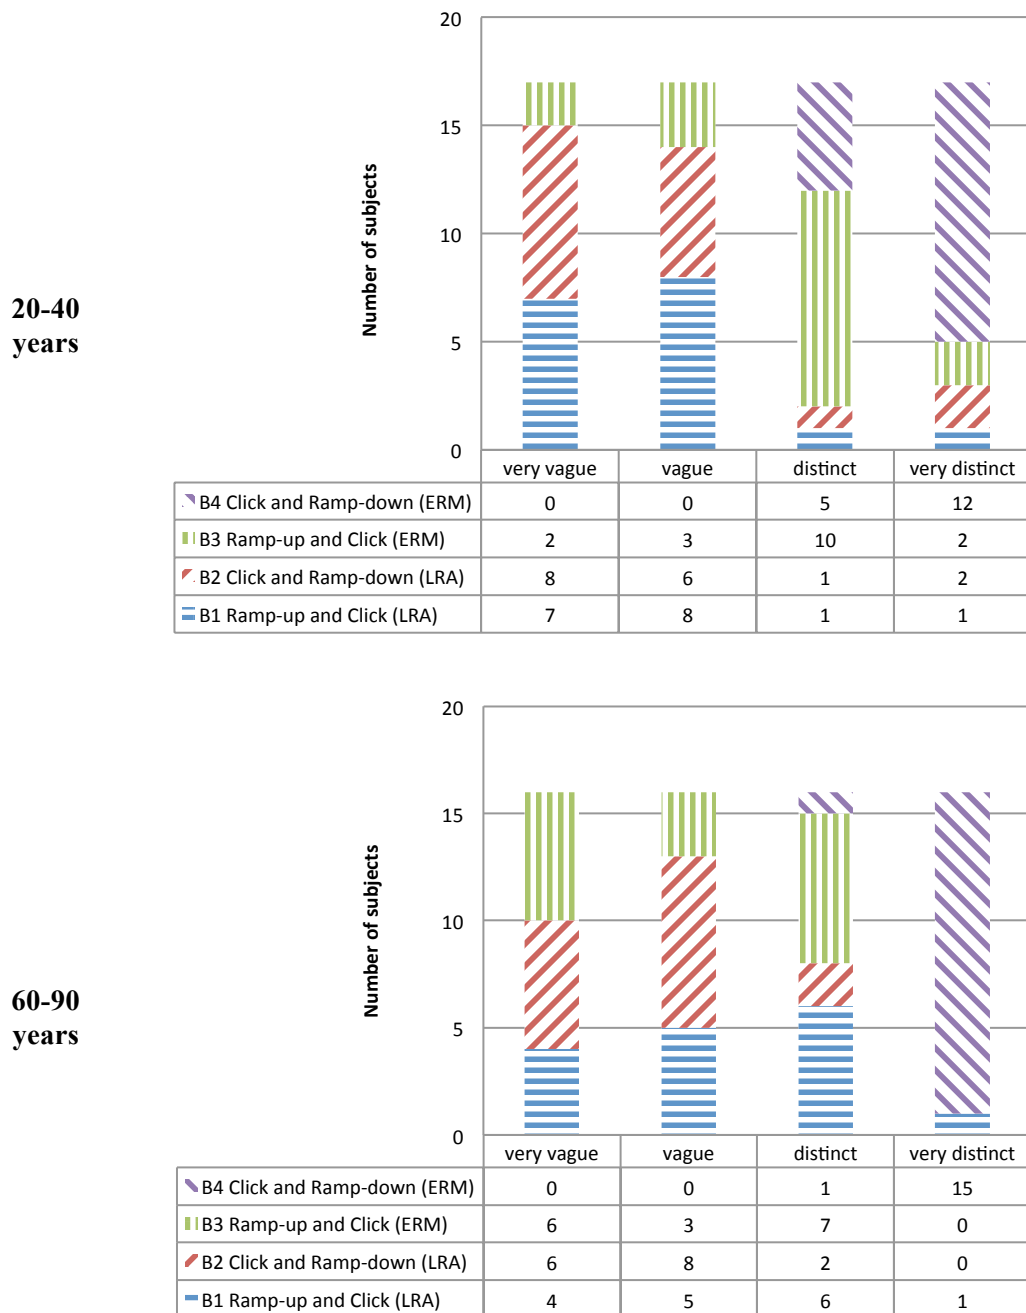 20
15
10
5
0
Number of subjects
20-40
years
very vague vague distinct very distinct
B4 Click and Ramp-down (ERM) 0 0 5 12
B3 Ramp-up and Click (ERM) 2 3 10 2
B2 Click and Ramp-down (LRA) 8 6 1 2
B1 Ramp-up and Click (LRA) 7 8 1 1
20
15
10
5
0
Number of subjects
60-90
years
very vague vague distinct very distinct
B4 Click and Ramp-down (ERM) 0 0 1 15
B3 Ramp-up and Click (ERM) 6 3 7 0
B2 Click and Ramp-down (LRA) 6 8 2 0
B1 Ramp-up and Click (LRA) 4 5 6 1